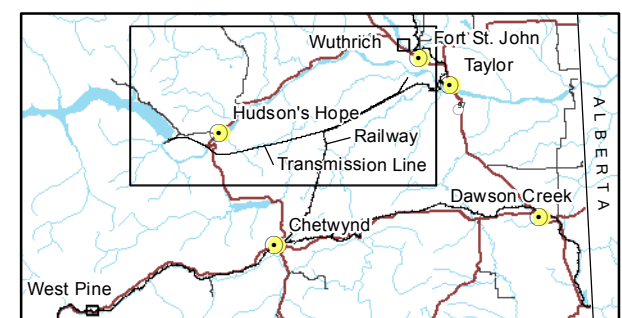 Wuthrich
Fort St. John
Taylor
Hudson's Hope
Railway
Transmission Line
ALBERTA
Dawson Creek
Chetwynd
West Pine